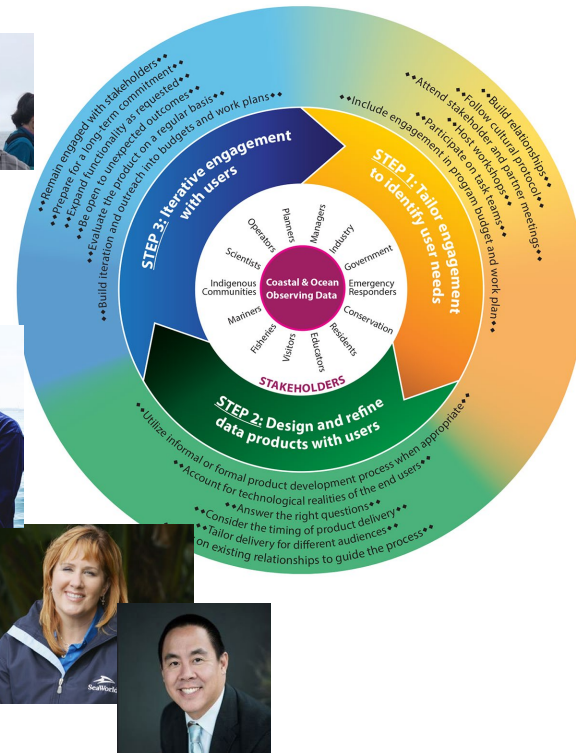 Remain engaged with stakeholders
Prepare for a long-term commitment
Expand functionality as requested
Be open to unexpected outcomes
Evaluate the product on a regular basis
Build iteration and outreach into budgets and work plans
Build relationships
Follow cultural protocol
Attend stakeholder and partner meetings
Host workshops
Participate on task teams
Include engagement in program budget and work plan
STEP 3: Iterative engagement
with users
STEP 1: Tailor engagement
to identify user needs
Operators
Planners
Managers
Industry
Government
Emergency
Responders
Conservation
Residents
Educators
Visitors
Fisheries
Mariners
Indigenous
Communities
Scientists
Coastal & Ocean
Observing Data
STAKEHOLDERS
STEP 2: Design and refine
data products with users
Utilize informal or formal product development process when appropriate
Account for technological realities of the end users
Answer the right questions
Consider the timing of product delivery
Tailor delivery for different audiences
on existing relationships to guide the process